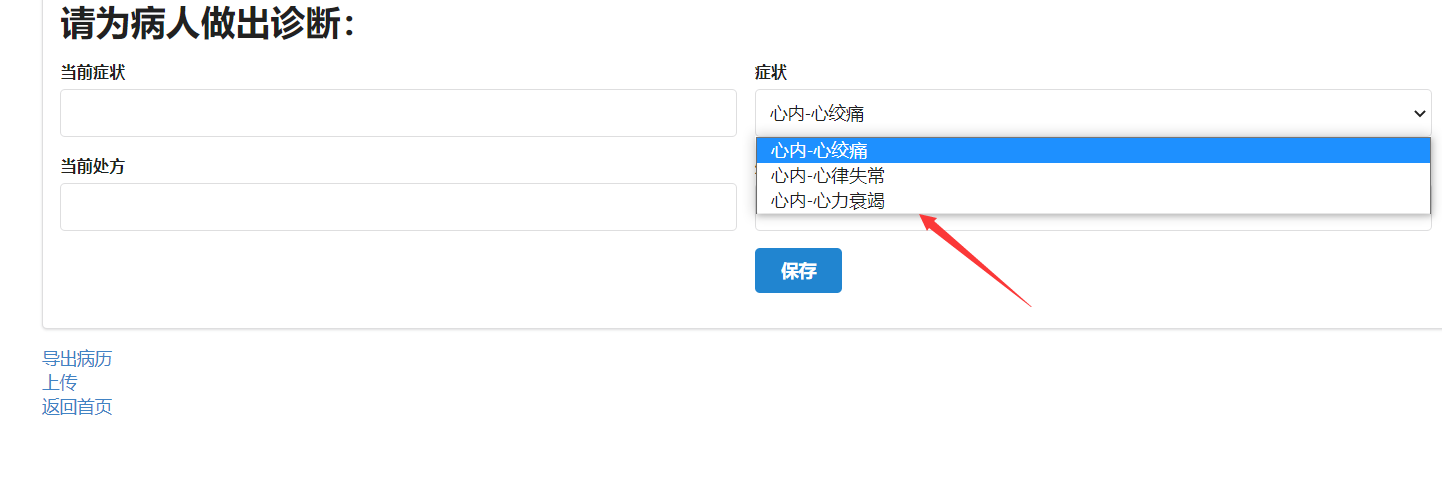 请为病人做出诊断：
当前症状
症状
心内-心绞痛
心内-心绞痛
心内-心律失常
心内-心力衰竭
当前处方
保存
导出病历
上传
返回首页